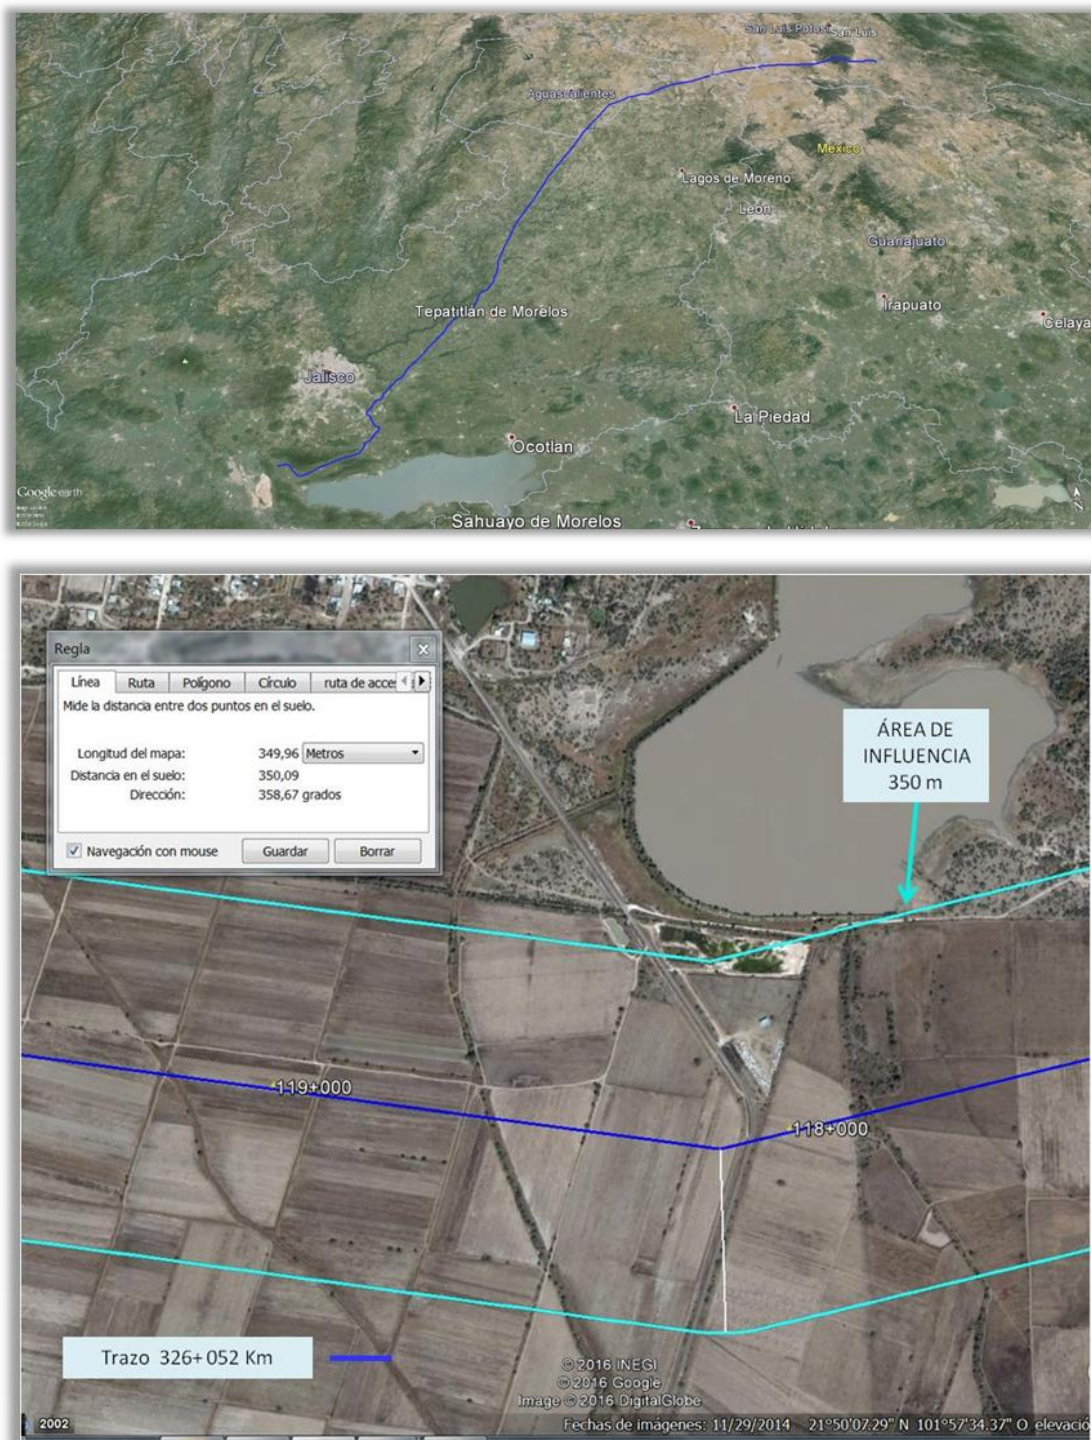 San Luis Potosí
San Luis
Aguascalientes
México
Lagos de Moreno
León
Guanajuato
Tepatitlán de Morelos
Irapuato
Celaya
Jalisco
La Piedad
Ocotlan
Google earth
N
Sahuayo de Morelos
Regla
Línea Ruta Polígono Círculo ruta de acce
Mide la distancia entre dos puntos en el suelo.
ÁREA DE
INFLUENCIA
350 m
Longitud del mapa: 349,96 Metros
Distancia en el suelo: 350,09
Dirección: 358,67 grados
Navegación con mouse Guardar Borrar
119+000
118+000
Trazo 326+052 Km
© 2016 INEGI
© 2016 Google
Image © 2016 DigitalGlobe
2002
Fechas de imágenes: 11/29/2014 21°50'07.29" N 101°57'34.37" O elevació